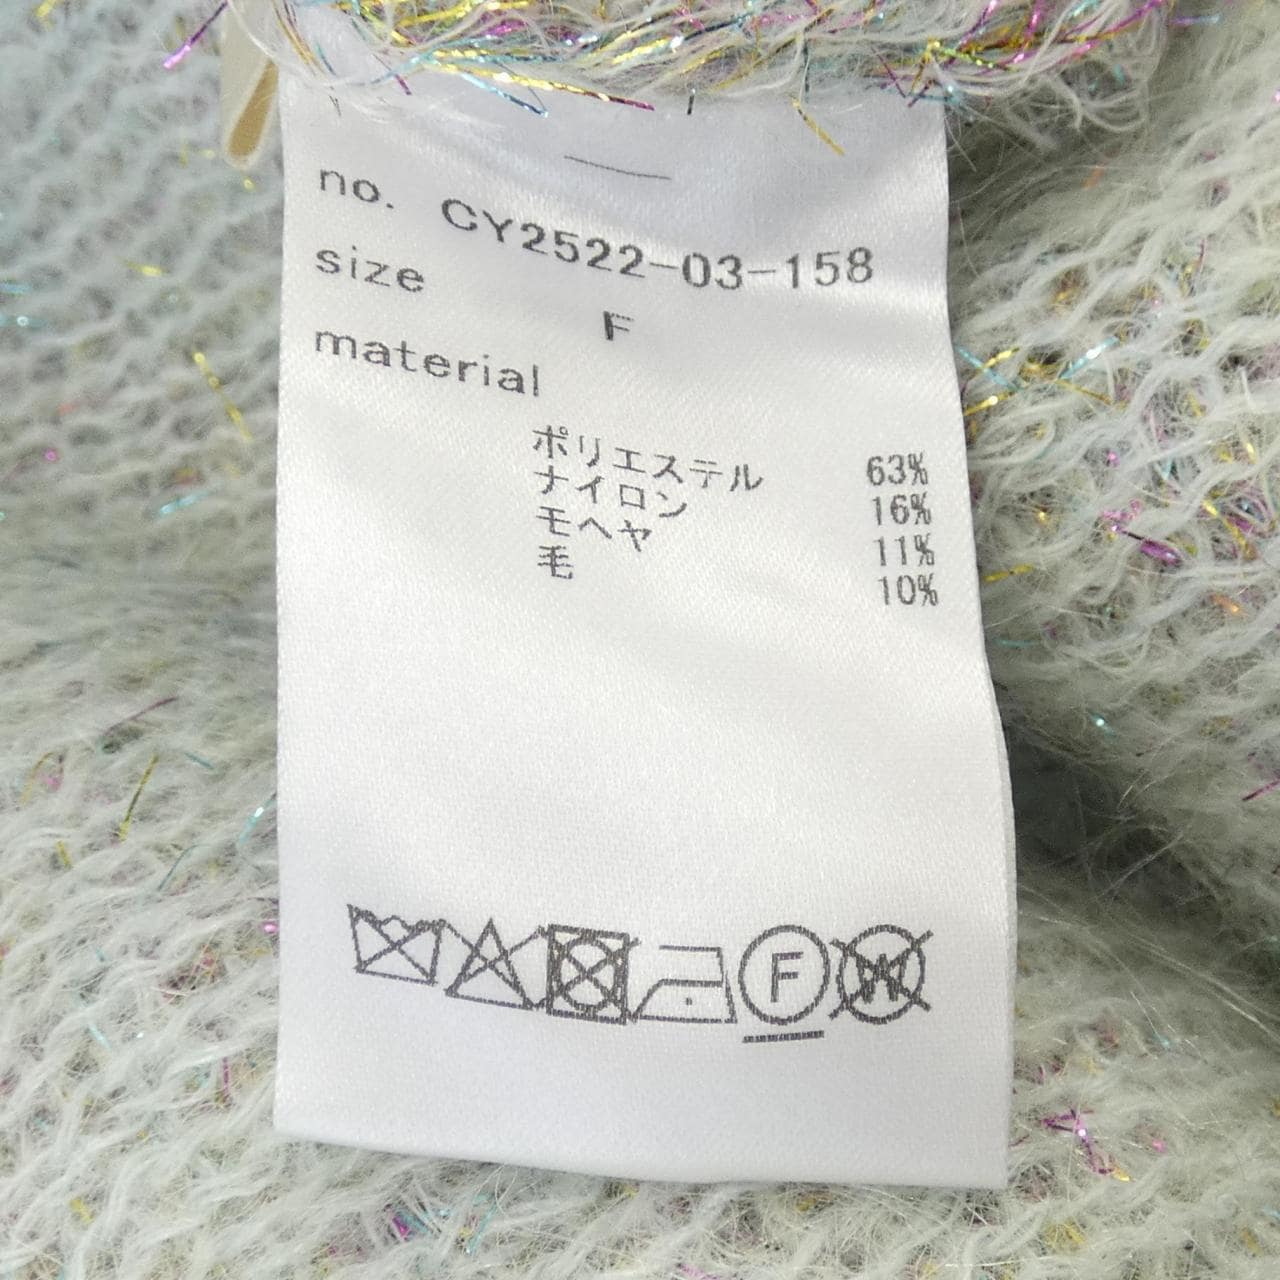 no. CY2522-03-158
size F
material
ポリエステル 63%
ナイロン 16%
モヘヤ 11%
毛 10%
F W